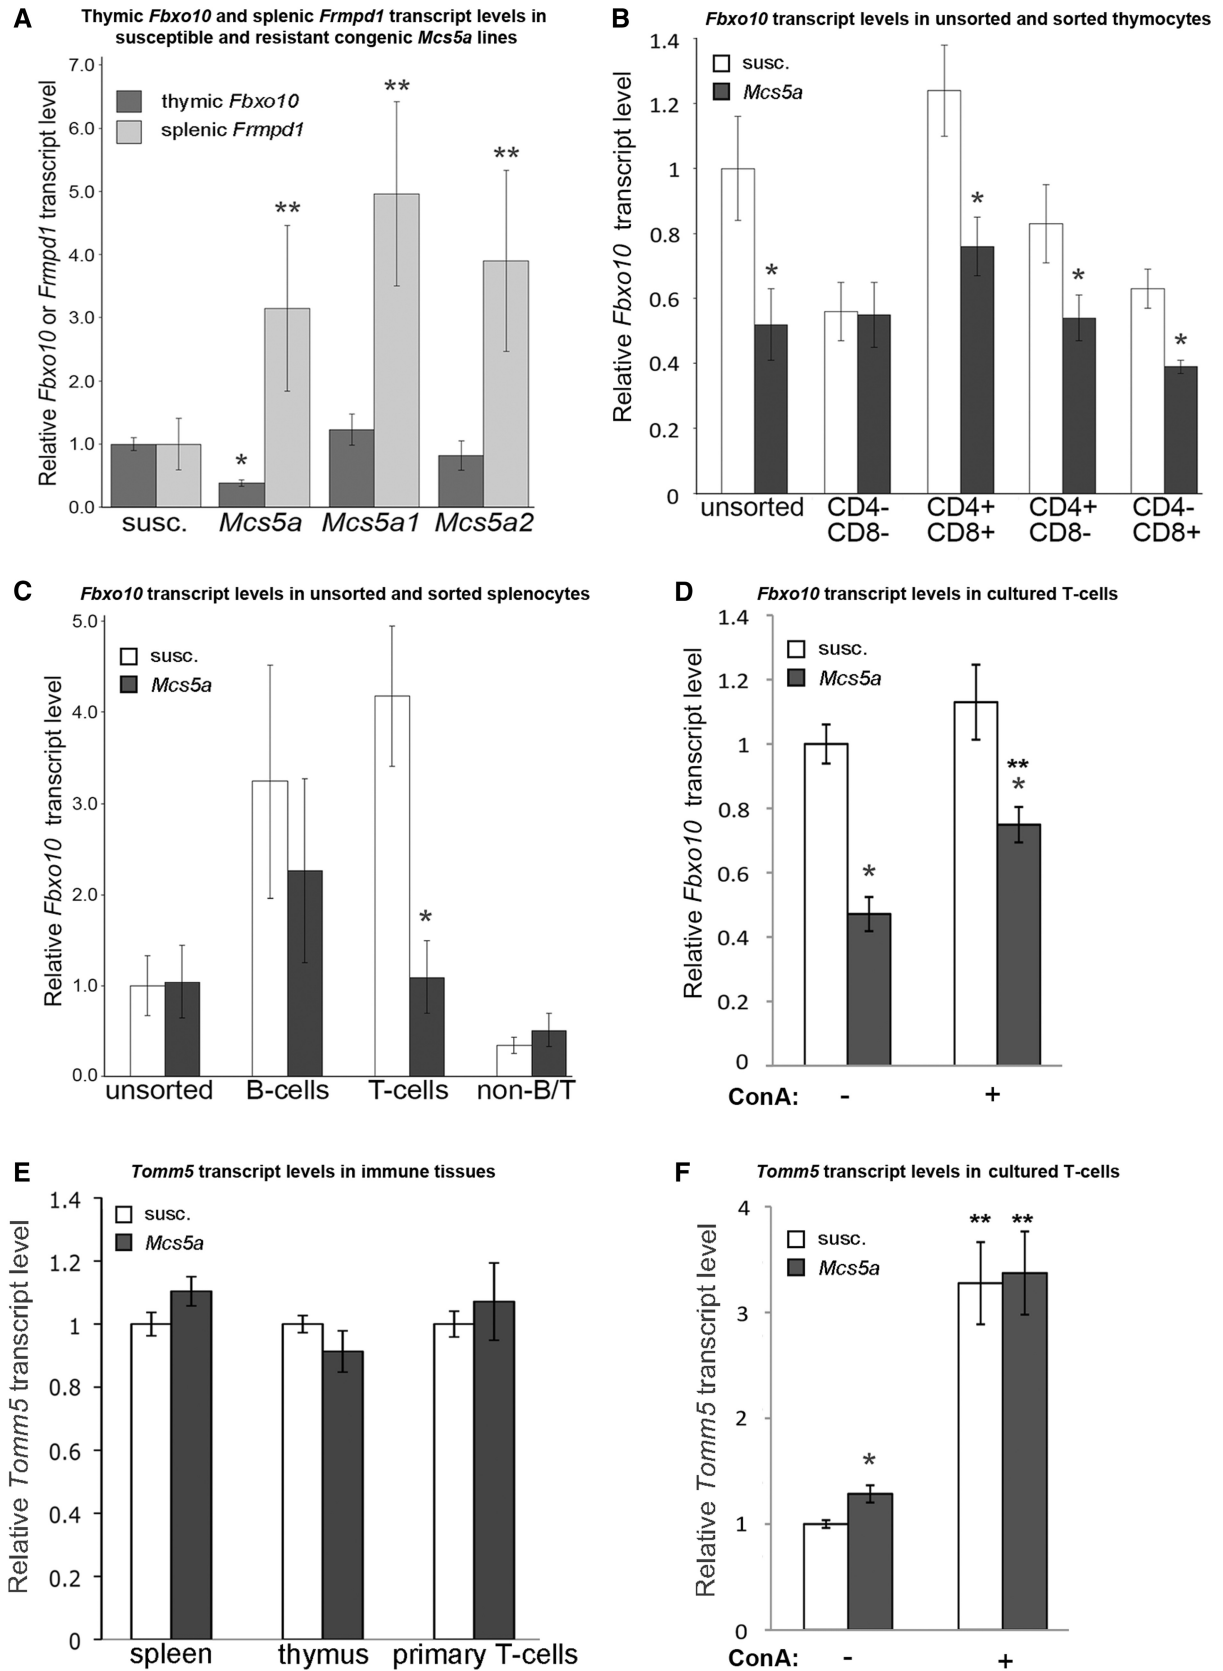 A
Thymic Fbxo10 and splenic Frmpd1 transcript levels in
susceptible and resistant congenic Mcs5a lines
Relative Fbxo10 or Frmpd1 transcript level
7.0
6.0
5.0
4.0
3.0
2.0
1.0
0.0
thymic Fbxo10
splenic Frmpd1
*
**
**
**
susc.
Mcs5a
Mcs5a1
Mcs5a2
B
Fbxo10 transcript levels in unsorted and sorted thymocytes
Relative Fbxo10 transcript level
1.4
1.2
1
0.8
0.6
0.4
0.2
0
susc.
Mcs5a
*
*
*
*
unsorted
CD4-
CD8-
CD4+
CD8+
CD4+
CD8-
CD4-
CD8+
C
Fbxo10 transcript levels in unsorted and sorted splenocytes
Relative Fbxo10 transcript level
5.0
4.0
3.0
2.0
1.0
0.0
susc.
Mcs5a
*
unsorted
B-cells
T-cells
non-B/T
D
Fbxo10 transcript levels in cultured T-cells
Relative Fbxo10 transcript level
1.4
1.2
1
0.8
0.6
0.4
0.2
0
susc.
Mcs5a
*
**
*
ConA: - +
E
Tomm5 transcript levels in immune tissues
Relative Tomm5 transcript level
1.4
1.2
1
0.8
0.6
0.4
0.2
0
susc.
Mcs5a
spleen
thymus
primary T-cells
F
Tomm5 transcript levels in cultured T-cells
Relative Tomm5 transcript level
4
3
2
1
0
susc.
Mcs5a
*
**
**
ConA: - +